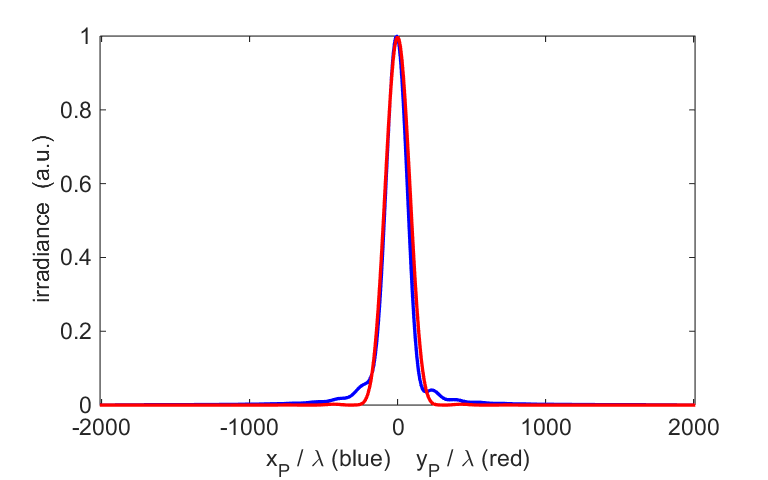 1
0.8
0.6
0.4
0.2
0
irradiance (a.u.)
-2000 -1000 0 1000 2000
x_P / λ (blue) y_P / λ (red)